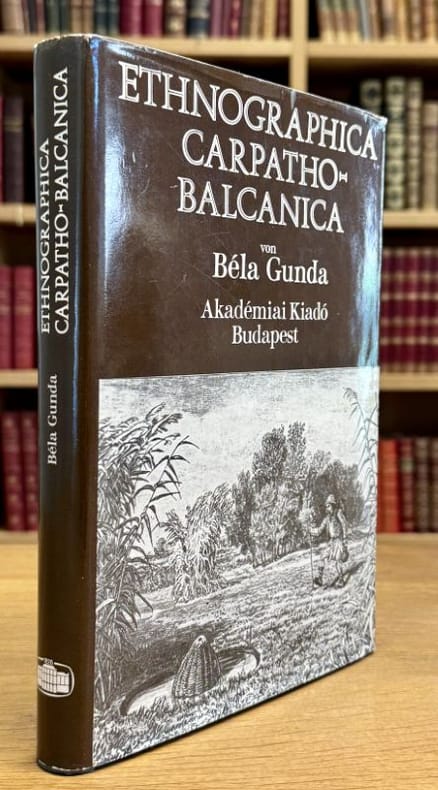 ETHNOGRAPHICA
CARPATHO-
BALCANICA
von
Béla Gunda
Akadémiai Kiadó
Budapest
ETHNOGRAPHICA
CARPATHO-BALCANICA
Béla Gunda